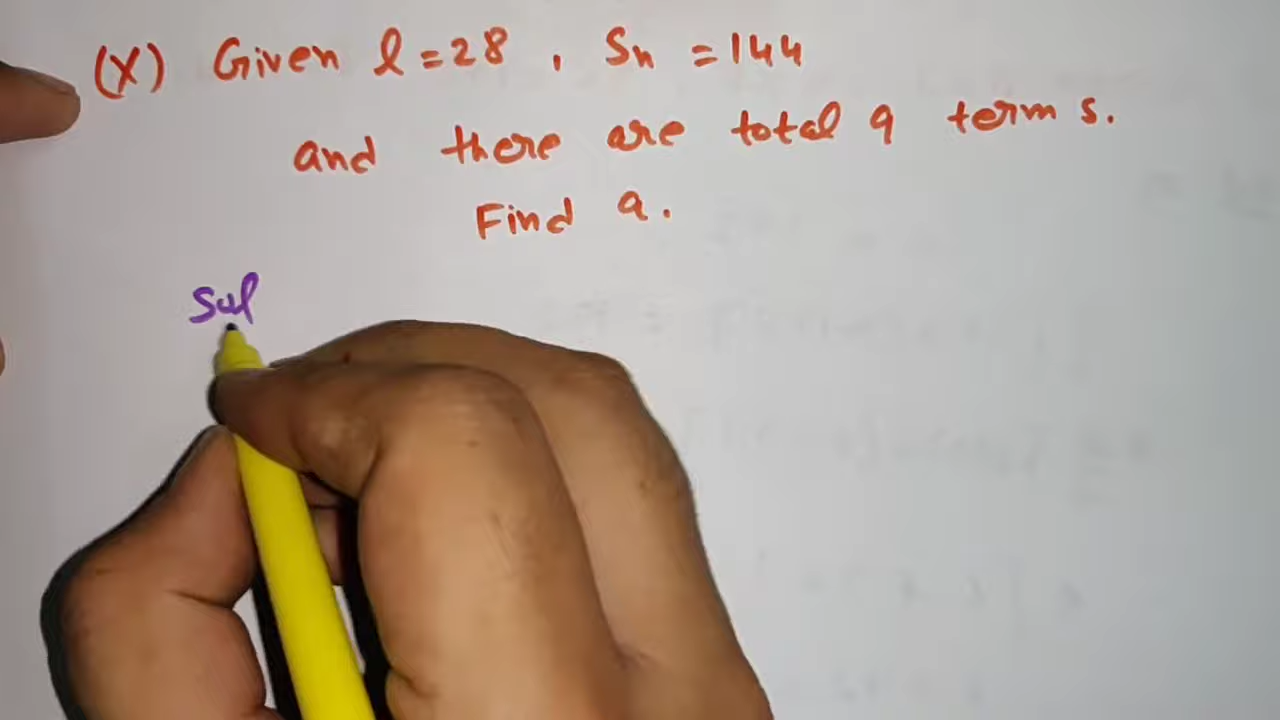 (X) Given l = 28 , Sn = 144
and there are total 9 terms.
Find a.
Sol